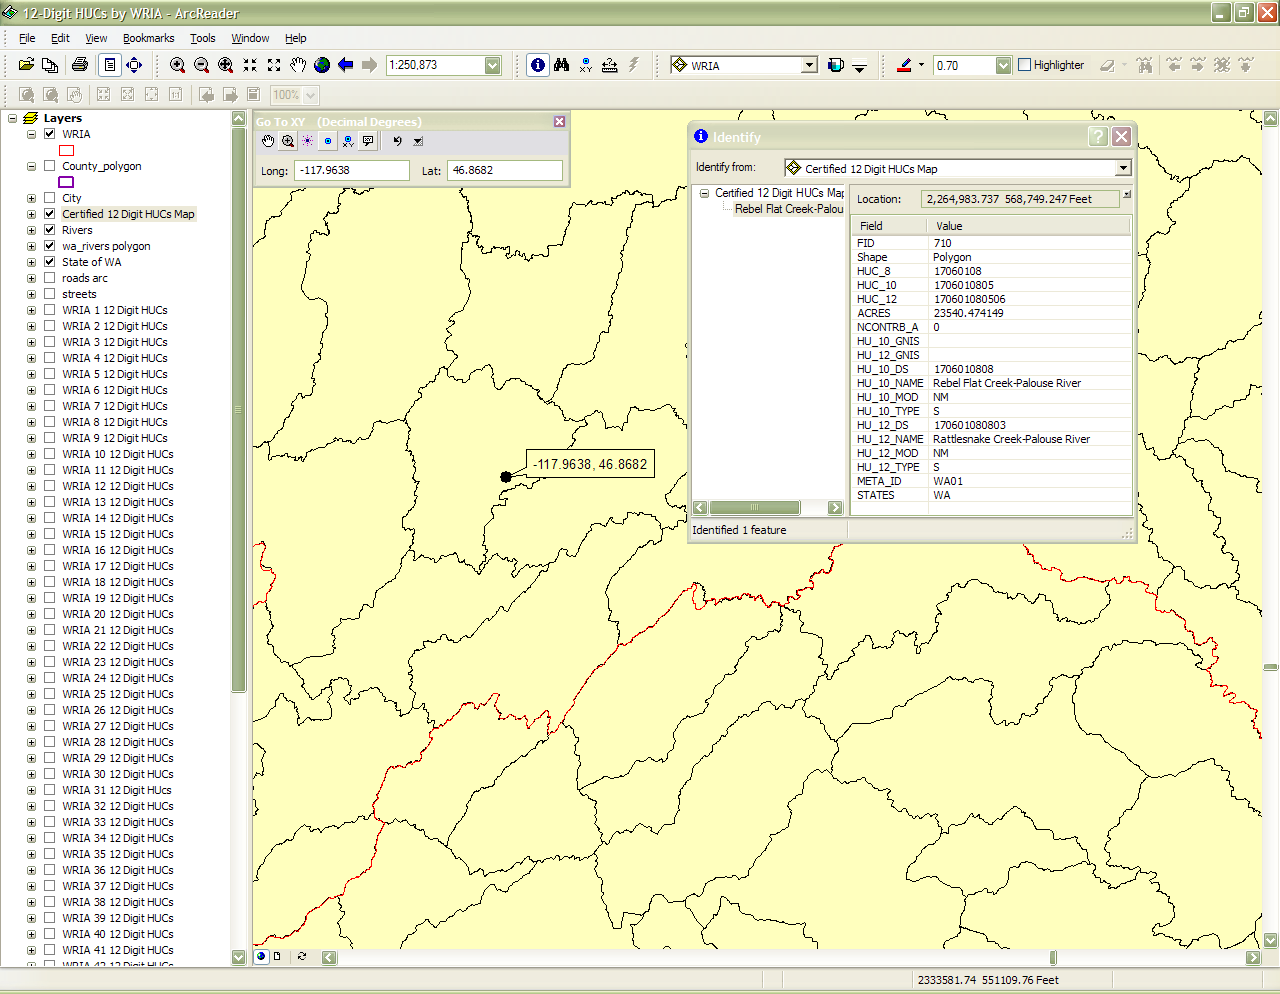 12-Digit HUCs by WRIA - ArcReader
File Edit View Bookmarks Tools Window Help
1:250,873
WRIA
0.70
Highlighter
100%
Layers
WRIA
County_polygon
City
Certified 12 Digit HUCs Map
Rivers
wa_rivers polygon
State of WA
roads arc
streets
WRIA 1 12 Digit HUCs
WRIA 2 12 Digit HUCs
WRIA 3 12 Digit HUCs
WRIA 4 12 Digit HUCs
WRIA 5 12 Digit HUCs
WRIA 6 12 Digit HUCs
WRIA 7 12 Digit HUCs
WRIA 8 12 Digit HUCs
WRIA 9 12 Digit HUCs
WRIA 10 12 Digit HUCs
WRIA 11 12 Digit HUCs
WRIA 12 12 Digit HUCs
WRIA 13 12 Digit HUCs
WRIA 14 12 Digit HUCs
WRIA 15 12 Digit HUCs
WRIA 16 12 Digit HUCs
WRIA 17 12 Digit HUCs
WRIA 18 12 Digit HUCs
WRIA 19 12 Digit HUCs
WRIA 20 12 Digit HUCs
WRIA 21 12 Digit HUCs
WRIA 22 12 Digit HUCs
WRIA 23 12 Digit HUCs
WRIA 24 12 Digit HUCs
WRIA 25 12 Digit HUCs
WRIA 26 12 Digit HUCs
WRIA 27 12 Digit HUCs
WRIA 28 12 Digit HUCs
WRIA 29 12 Digit HUCs
WRIA 30 12 Digit HUCs
WRIA 31 12 Digit HUcs
WRIA 32 12 Digit HUCs
WRIA 33 12 Digit HUCs
WRIA 34 12 Digit HUCs
WRIA 35 12 Digit HUCs
WRIA 36 12 Digit HUCs
WRIA 37 12 Digit HUCs
WRIA 38 12 Digit HUCs
WRIA 39 12 Digit HUCs
WRIA 40 12 Digit HUCs
WRIA 41 12 Digit HUCs
WRIA 42 12 Digit HUCs
Go To XY (Decimal Degrees)
Long: -117.9638 Lat: 46.8682
-117.9638, 46.8682
Identify
Identify from: Certified 12 Digit HUCs Map
Certified 12 Digit HUCs Map
Rebel Flat Creek-Palou
Location: 2,264,983.737 568,749.247 Feet
Field Value
FID 710
Shape Polygon
HUC_8 17060108
HUC_10 1706010805
HUC_12 170601080506
ACRES 23540.474149
NCONTRB_A 0
HU_10_GNIS
HU_12_GNIS
HU_10_DS 1706010808
HU_10_NAME Rebel Flat Creek-Palouse River
HU_10_MOD NM
HU_10_TYPE S
HU_12_DS 170601080803
HU_12_NAME Rattlesnake Creek-Palouse River
HU_12_MOD NM
HU_12_TYPE S
META_ID WA01
STATES WA
Identified 1 feature
2333581.74 551109.76 Feet